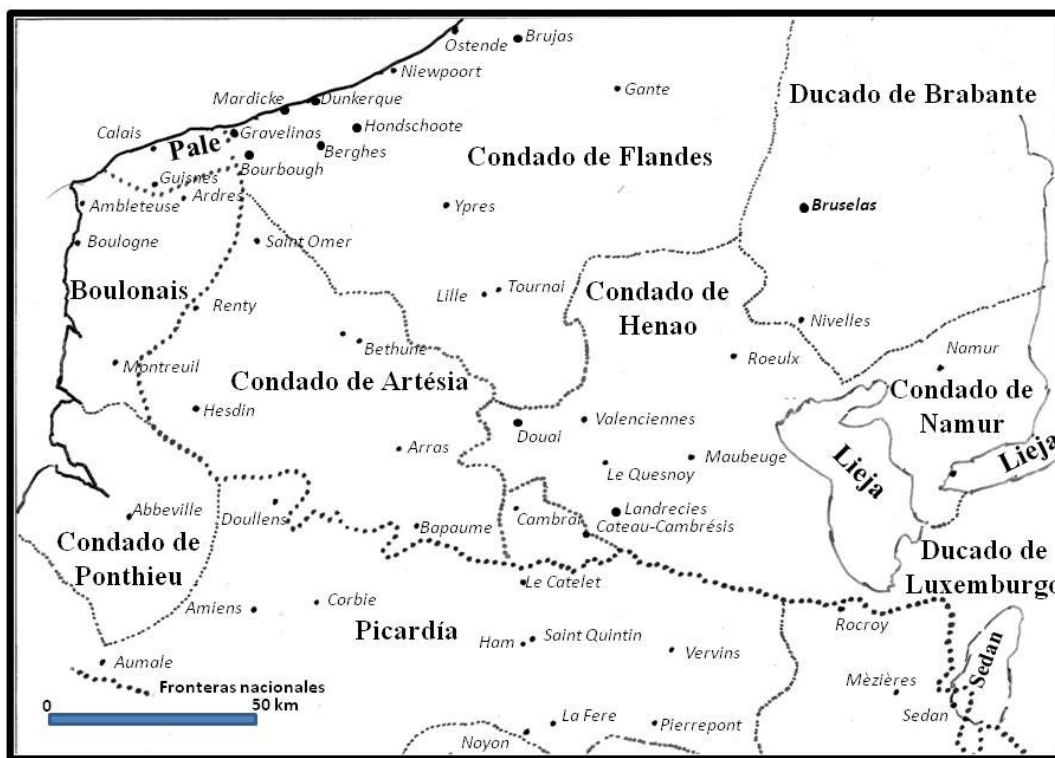 Ostende
Brujas
Niewpoort
Gante
Ducado de Brabante
Mardicke
Dunkerque
Calais
Gravelinas
Hondschoote
Pale
Berghes
Condado de Flandes
Bourbough
Guisnes
Ardres
Ambleteuse
Ypres
Bruselas
Boulogne
Saint Omer
Boulonais
Lille
Tournai
Condado de
Henao
Renty
Nivelles
Bethune
Roeulx
Namur
Montreuil
Condado de Artésia
Condado de
Namur
Hesdin
Valenciennes
Douai
Arras
Maubeuge
Lieja
Lieja
Le Quesnoy
Abbeville
Doullens
Bapaume
Cambrai
Landrecies
Cateau-Cambrésis
Condado de
Ponthieu
Ducado de
Luxemburgo
Le Catelet
Amiens
Corbie
Picardía
Rocroy
Ham
Saint Quintin
Vervins
Sedan
Aumale
Mèzières
Fronteras nacionales
0
50 km
Sedan
La Fere
Pierrepont
Noyon